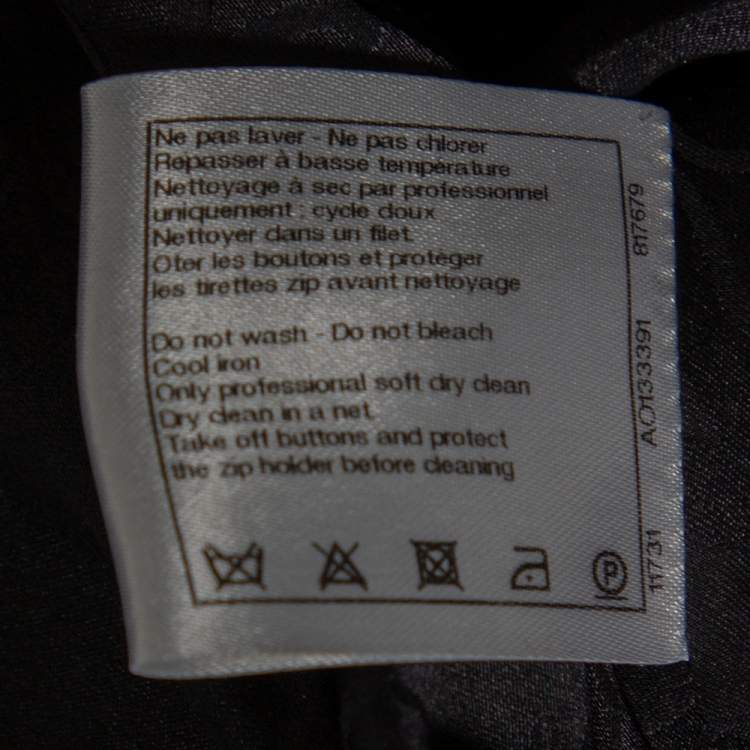 Ne pas laver - Ne pas chlorer
Repasser à basse température
Nettoyage à sec par professionnel
uniquement : cycle doux
Nettoyer dans un filet
Oter les boutons et protéger
les tirettes zip avant nettoyage
Do not wash - Do not bleach
Cool iron
Only professional soft dry clean
Dry clean in a net
Take off buttons and protect
the zip holder before cleaning
P
11731 AO133391 817679